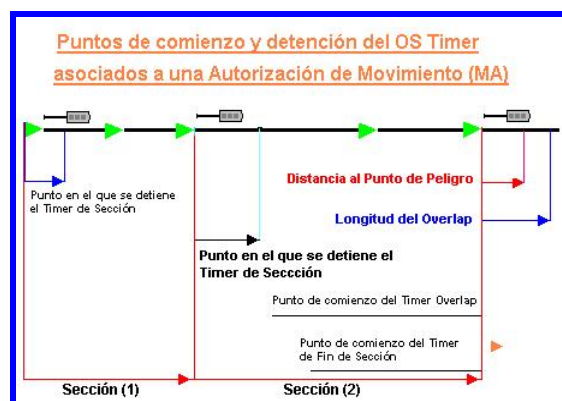 Puntos de comienzo y detención del OS Timer
asociados a una Autorización de Movimiento (MA)
Punto en el que se detiene
el Timer de Sección
Distancia al Punto de Peligro
Longitud del Overlap
Punto en el que se detiene el
Timer de Seccción
Punto de comienzo del Timer Overlap
Punto de comienzo del Timer
de Fin de Sección
Sección (1)
Sección (2)